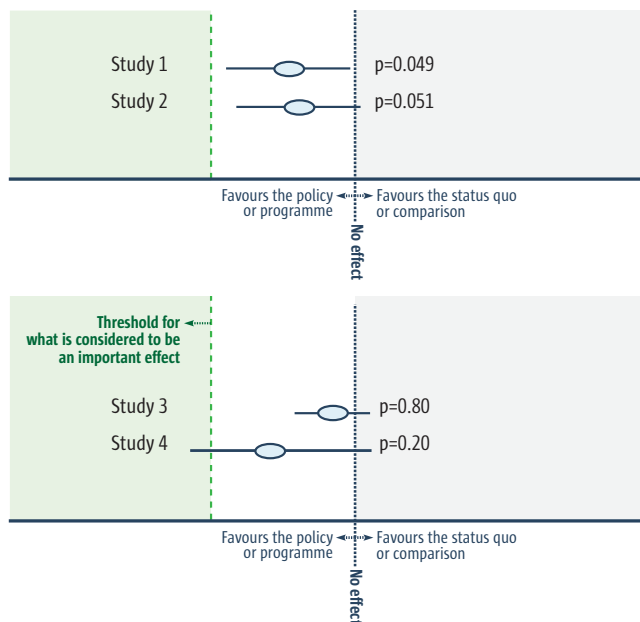 Study 1
p=0.049
Study 2
p=0.051
Favours the policy
or programme
Favours the status quo
or comparison
No effect
Threshold for
what is considered to be
an important effect
Study 3
p=0.80
Study 4
p=0.20
Favours the policy
or programme
Favours the status quo
or comparison
No effect